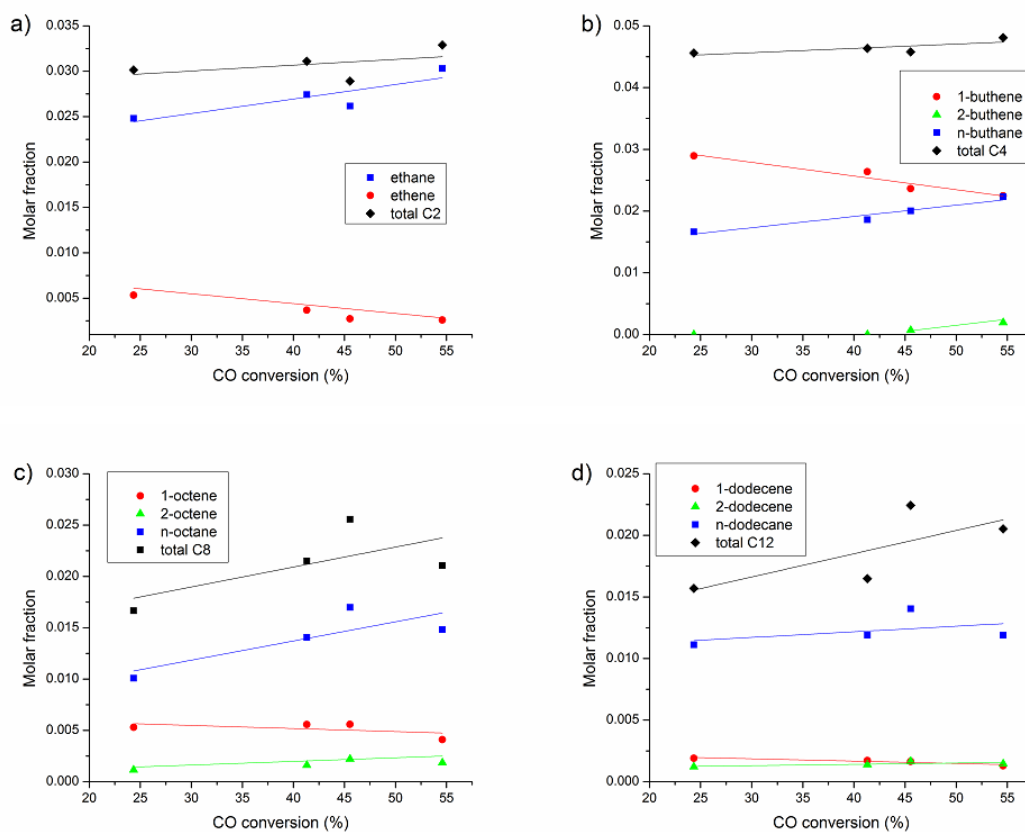 a)
0.035
0.030
0.025
0.020
0.015
0.010
0.005
Molar fraction
ethane
ethene
total C2
20 25 30 35 40 45 50 55
CO conversion (%)
b)
0.05
0.04
0.03
0.02
0.01
0.00
Molar fraction
1-buthene
2-buthene
n-buthane
total C4
20 25 30 35 40 45 50 55
CO conversion (%)
c)
0.030
0.025
0.020
0.015
0.010
0.005
0.000
Molar fraction
1-octene
2-octene
n-octane
total C8
20 25 30 35 40 45 50 55
CO conversion (%)
d)
0.025
0.020
0.015
0.010
0.005
0.000
Molar fraction
1-dodecene
2-dodecene
n-dodecane
total C12
20 25 30 35 40 45 50 55
CO conversion (%)